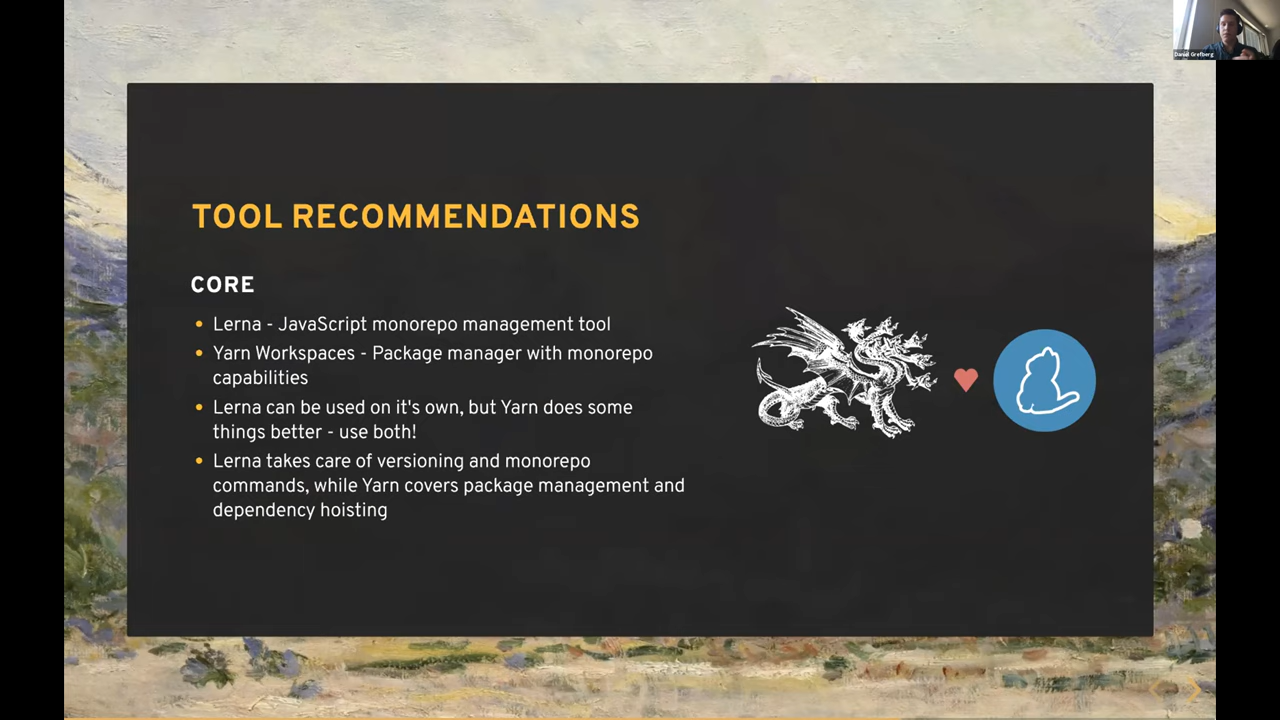 Daniel Grefberg
TOOL RECOMMENDATIONS
CORE
Lerna - JavaScript monorepo management tool
Yarn Workspaces - Package manager with monorepo
capabilities
Lerna can be used on it's own, but Yarn does some
things better - use both!
Lerna takes care of versioning and monorepo
commands, while Yarn covers package management and
dependency hoisting